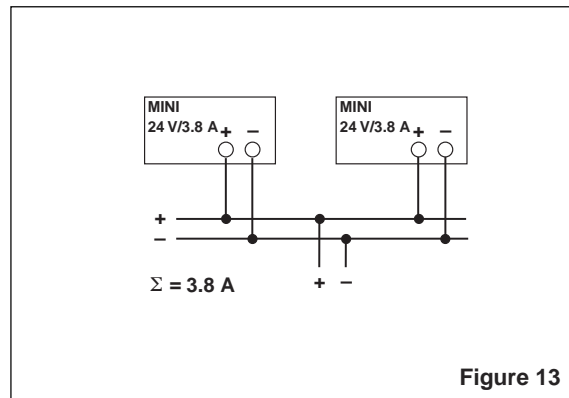 MINI
24 V/3.8 A + –
MINI
24 V/3.8 A + –
+
–
Σ = 3.8 A
+ –
Figure 13